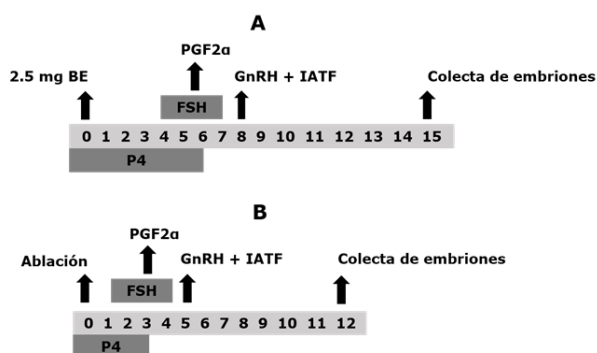 A
PGF2α
2.5 mg BE
GnRH + IATF
Colecta de embriones
FSH
0 1 2 3 4 5 6 7 8 9 10 11 12 13 14 15
P4
B
PGF2α
Ablación
GnRH + IATF
Colecta de embriones
FSH
0 1 2 3 4 5 6 7 8 9 10 11 12
P4